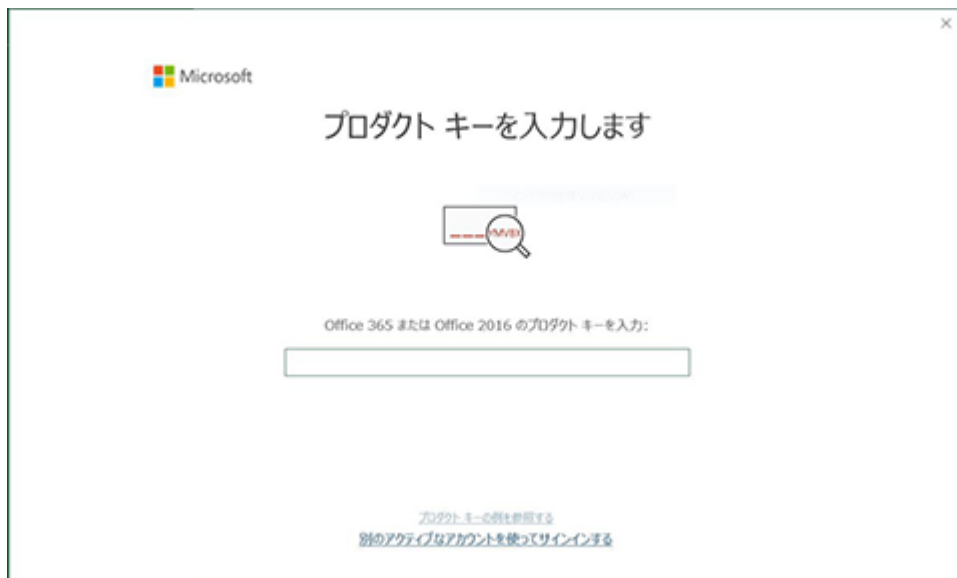 Microsoft
プロダクト キーを入力します
YMVBX
Office 365 または Office 2016 のプロダクト キーを入力:
プロダクト キーの例を参照する
別のアクティブなアカウントを使ってサインインする